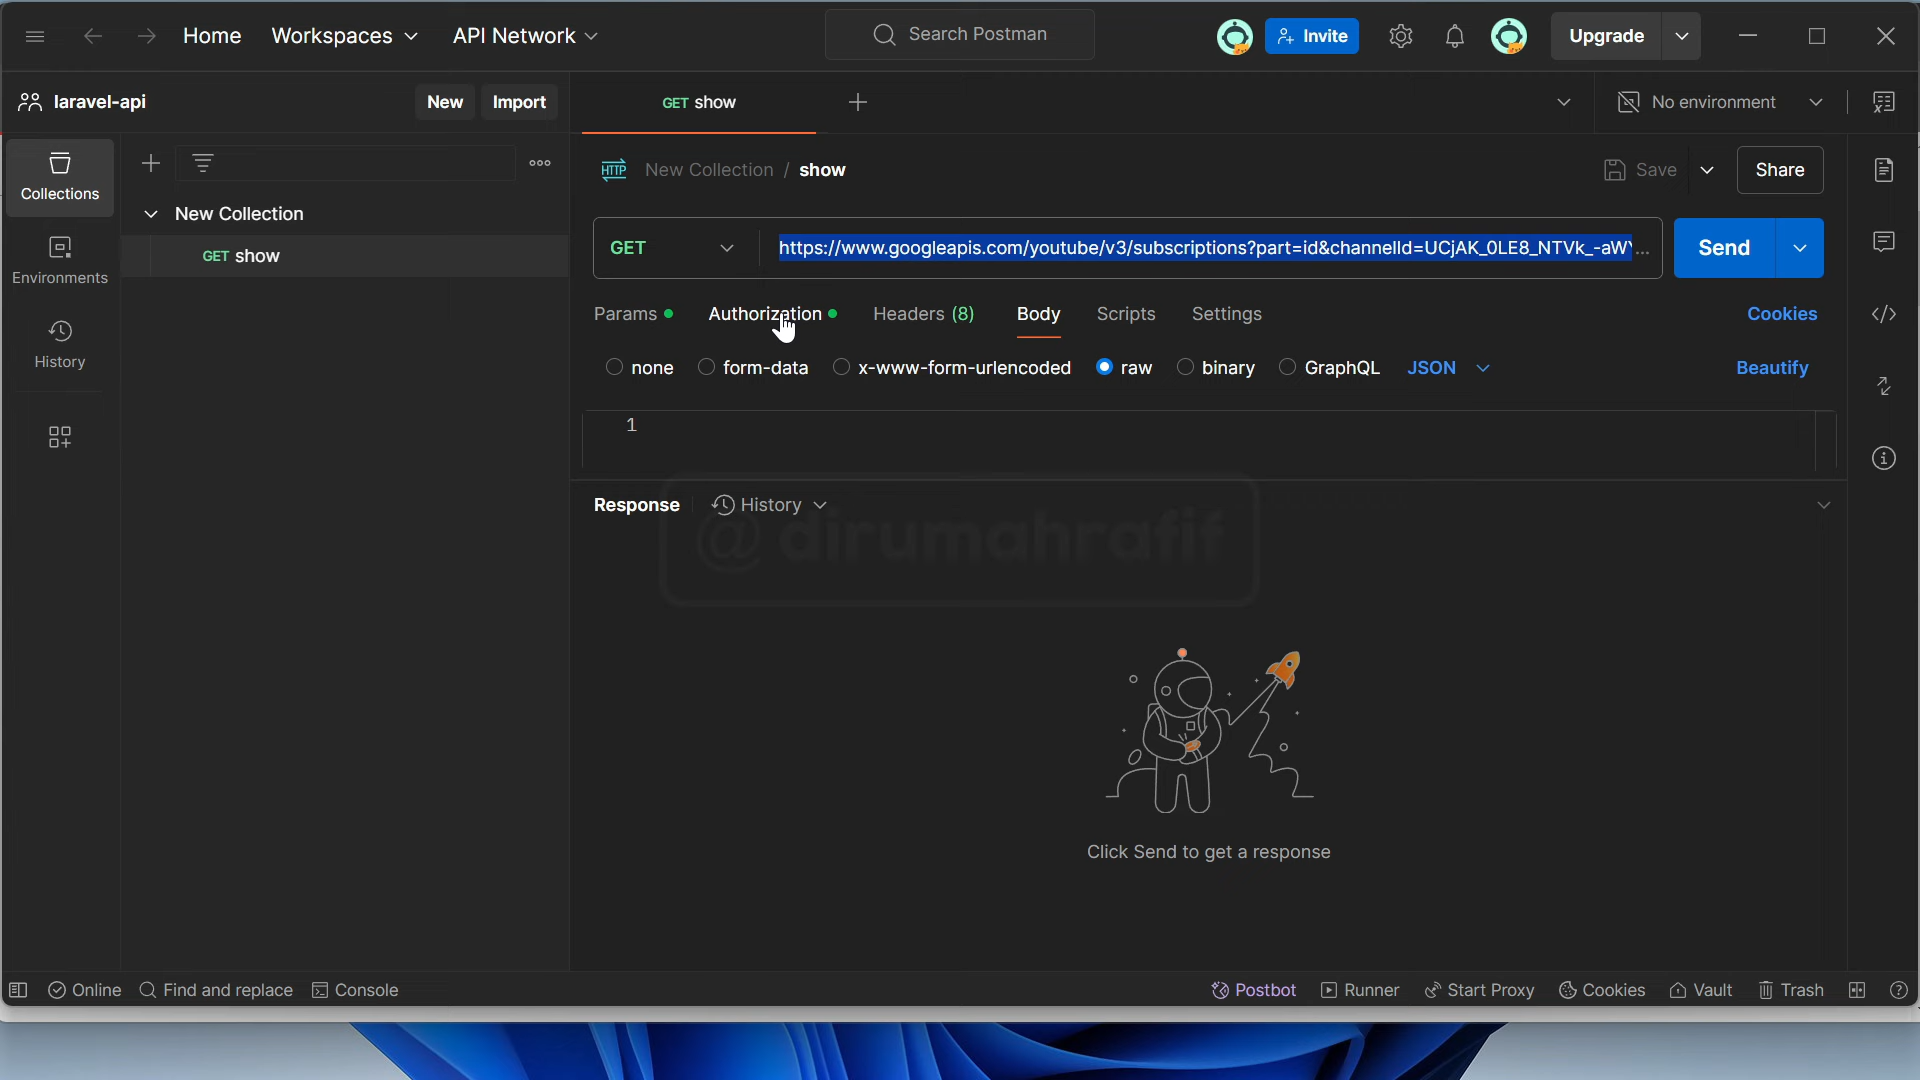 Home
Workspaces
API Network
Search Postman
Invite
Upgrade
laravel-api
New
Import
GET show
No environment
Collections
Environments
History
New Collection
GET show
HTTP
New Collection / show
Save
Share
GET
https://www.googleapis.com/youtube/v3/subscriptions?part=id&channelId=UCjAK_0LE8_NTVk_-aW...
Send
Params
Authorization
Headers (8)
Body
Scripts
Settings
Cookies
none
form-data
x-www-form-urlencoded
raw
binary
GraphQL
JSON
Beautify
1
Response
History
@dirumahrafif
Click Send to get a response
Online
Find and replace
Console
Postbot
Runner
Start Proxy
Cookies
Vault
Trash